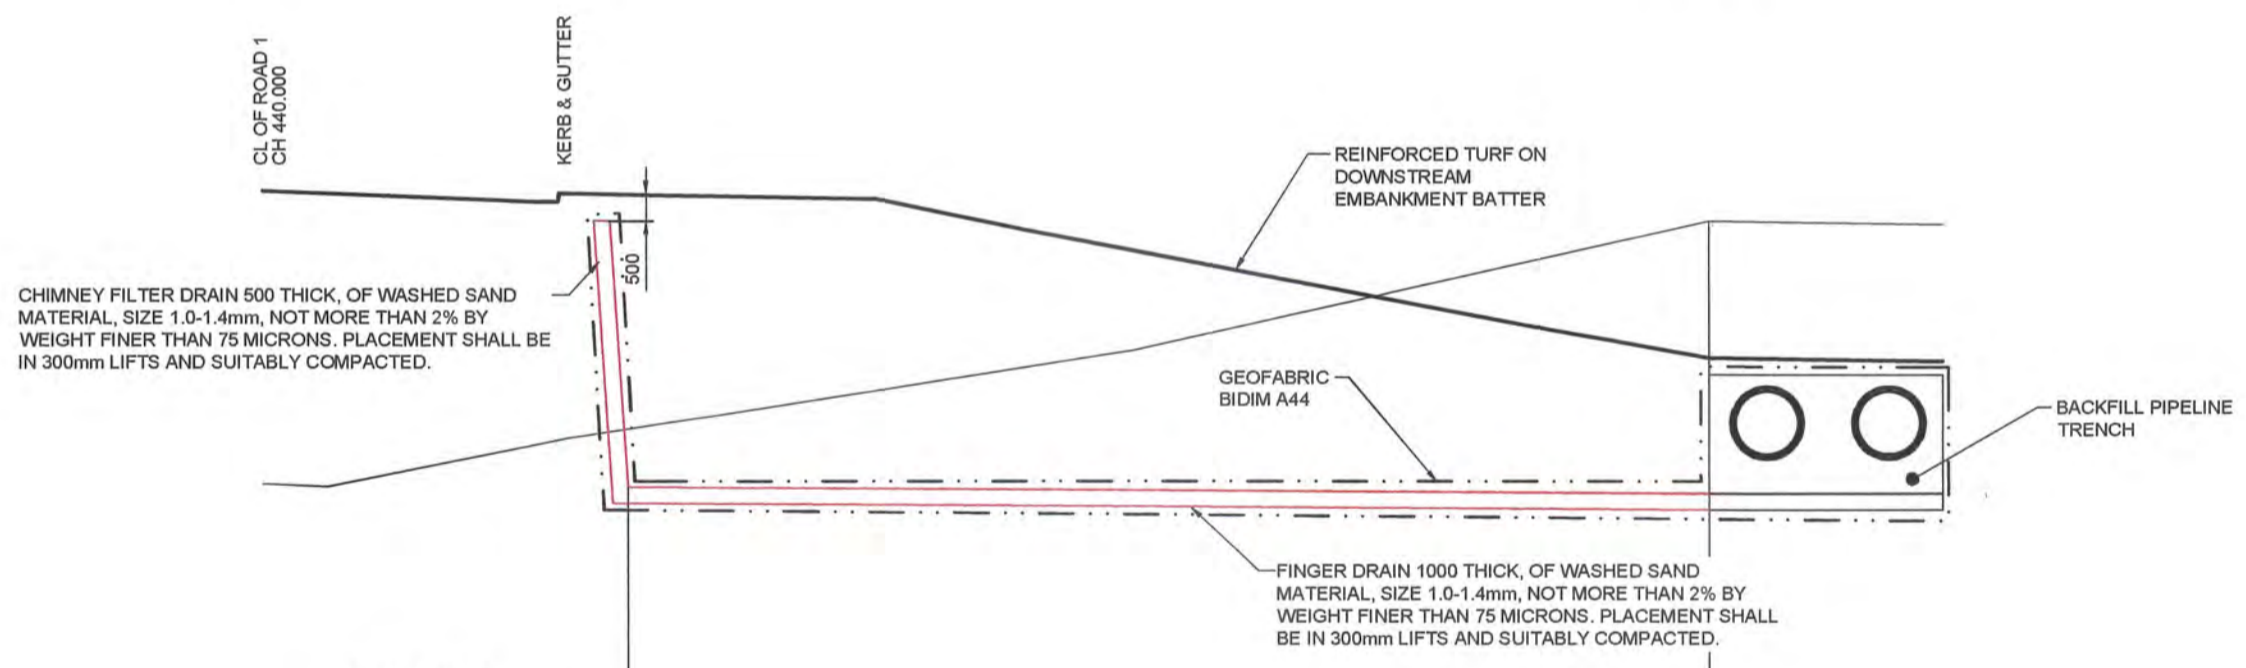 CL OF ROAD 1
CH 440.000
KERB & GUTTER
REINFORCED TURF ON
DOWNSTREAM
EMBANKMENT BATTER
500
CHIMNEY FILTER DRAIN 500 THICK, OF WASHED SAND
MATERIAL, SIZE 1.0-1.4mm, NOT MORE THAN 2% BY
WEIGHT FINER THAN 75 MICRONS. PLACEMENT SHALL BE
IN 300mm LIFTS AND SUITABLY COMPACTED.
GEOFABRIC
BIDIM A44
BACKFILL PIPELINE
TRENCH
FINGER DRAIN 1000 THICK, OF WASHED SAND
MATERIAL, SIZE 1.0-1.4mm, NOT MORE THAN 2% BY
WEIGHT FINER THAN 75 MICRONS. PLACEMENT SHALL
BE IN 300mm LIFTS AND SUITABLY COMPACTED.